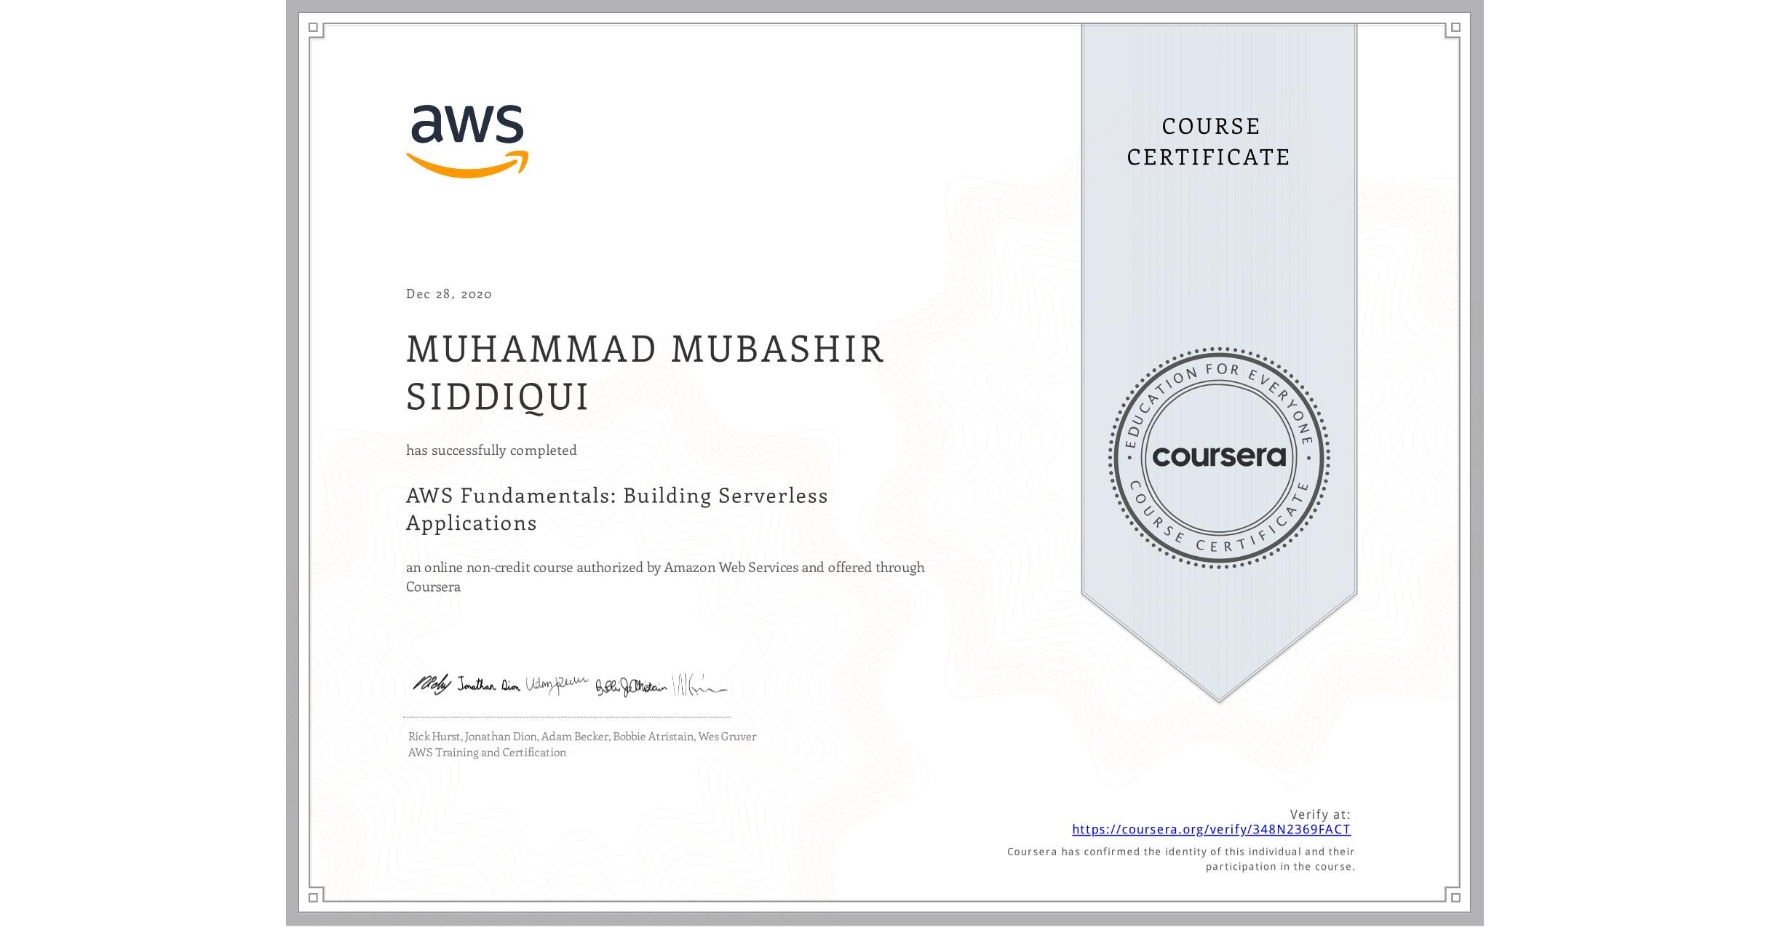 aws
COURSE
CERTIFICATE
Dec 28, 2020
MUHAMMAD MUBASHIR
SIDDIQUI
has successfully completed
AWS Fundamentals: Building Serverless
Applications
an online non-credit course authorized by Amazon Web Services and offered through
Coursera
EDUCATION FOR EVERYONE
coursera
COURSE CERTIFICATE
Jonathan Dion
Rick Hurst, Jonathan Dion, Adam Becker, Bobbie Atristain, Wes Gruver
AWS Training and Certification
Verify at:
https://coursera.org/verify/348N2369FACT
Coursera has confirmed the identity of this individual and their
participation in the course.